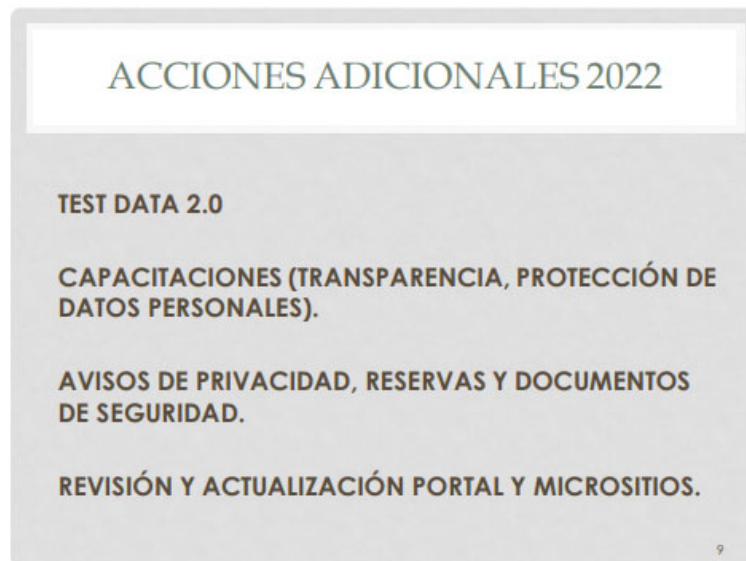 ACCIONES ADICIONALES 2022
TEST DATA 2.0
CAPACITACIONES (TRANSPARENCIA, PROTECCIÓN DE
DATOS PERSONALES).
AVISOS DE PRIVACIDAD, RESERVAS Y DOCUMENTOS
DE SEGURIDAD.
REVISIÓN Y ACTUALIZACIÓN PORTAL Y MICROSITIOS.
9